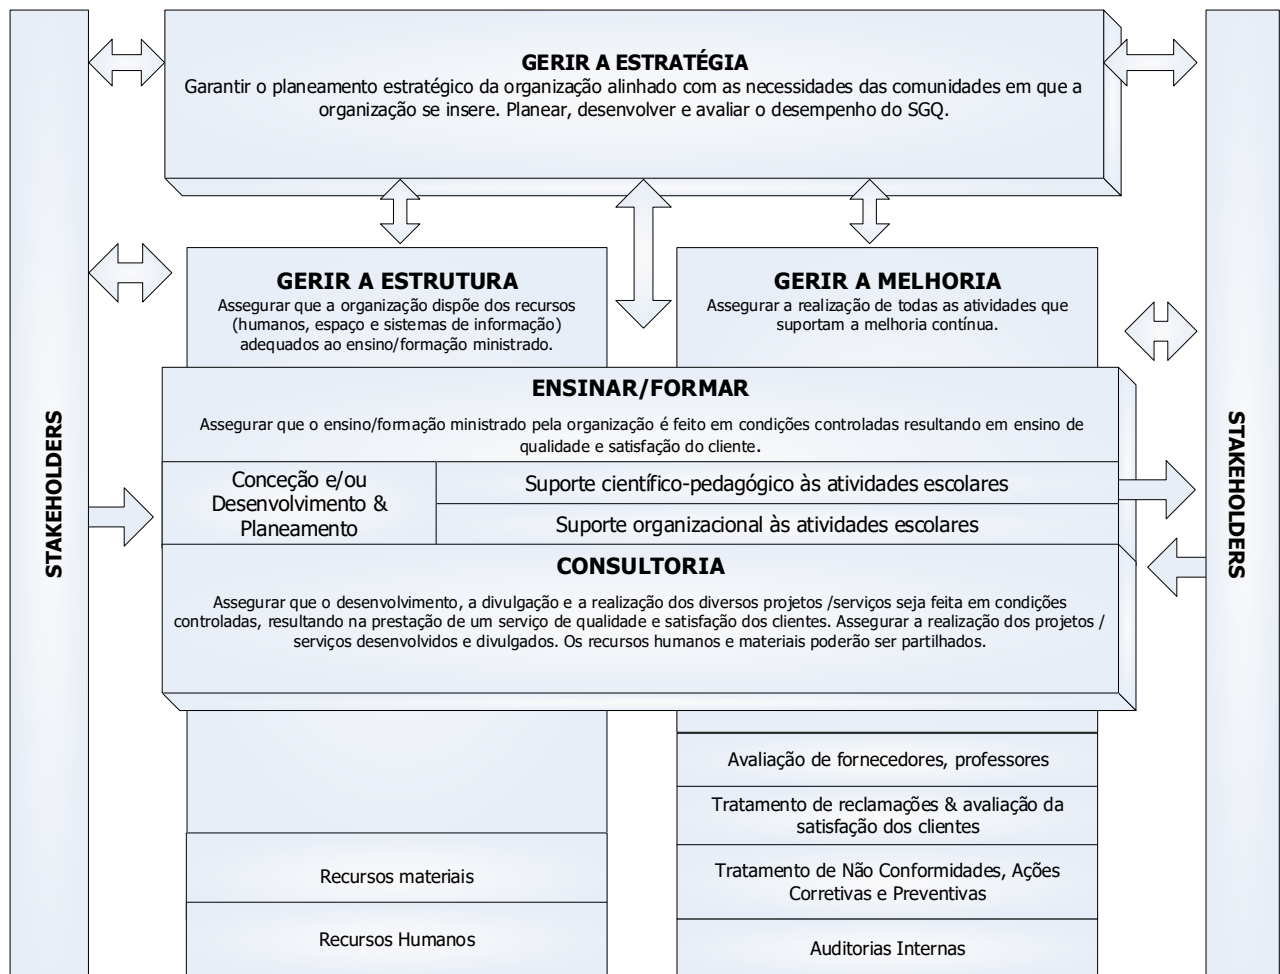 GERIR A ESTRATÉGIA
Garantir o planeamento estratégico da organização alinhado com as necessidades das comunidades em que a
organização se insere. Planear, desenvolver e avaliar o desempenho do SGQ.
GERIR A ESTRUTURA
Assegurar que a organização dispõe dos recursos
(humanos, espaço e sistemas de informação)
adequados ao ensino/formação ministrado.
GERIR A MELHORIA
Assegurar a realização de todas as atividades que
suportam a melhoria contínua.
STAKEHOLDERS
ENSINAR/FORMAR
Assegurar que o ensino/formação ministrado pela organização é feito em condições controladas resultando em ensino de
qualidade e satisfação do cliente.
Conceção e/ou
Desenvolvimento &
Planeamento
Suporte científico-pedagógico às atividades escolares
Suporte organizacional às atividades escolares
STAKEHOLDERS
CONSULTORIA
Assegurar que o desenvolvimento, a divulgação e a realização dos diversos projetos /serviços seja feita em condições
controladas, resultando na prestação de um serviço de qualidade e satisfação dos clientes. Assegurar a realização dos projetos /
serviços desenvolvidos e divulgados. Os recursos humanos e materiais poderão ser partilhados.
Recursos materiais
Recursos Humanos
Avaliação de fornecedores, professores
Tratamento de reclamações & avaliação da
satisfação dos clientes
Tratamento de Não Conformidades, Ações
Corretivas e Preventivas
Auditorias Internas